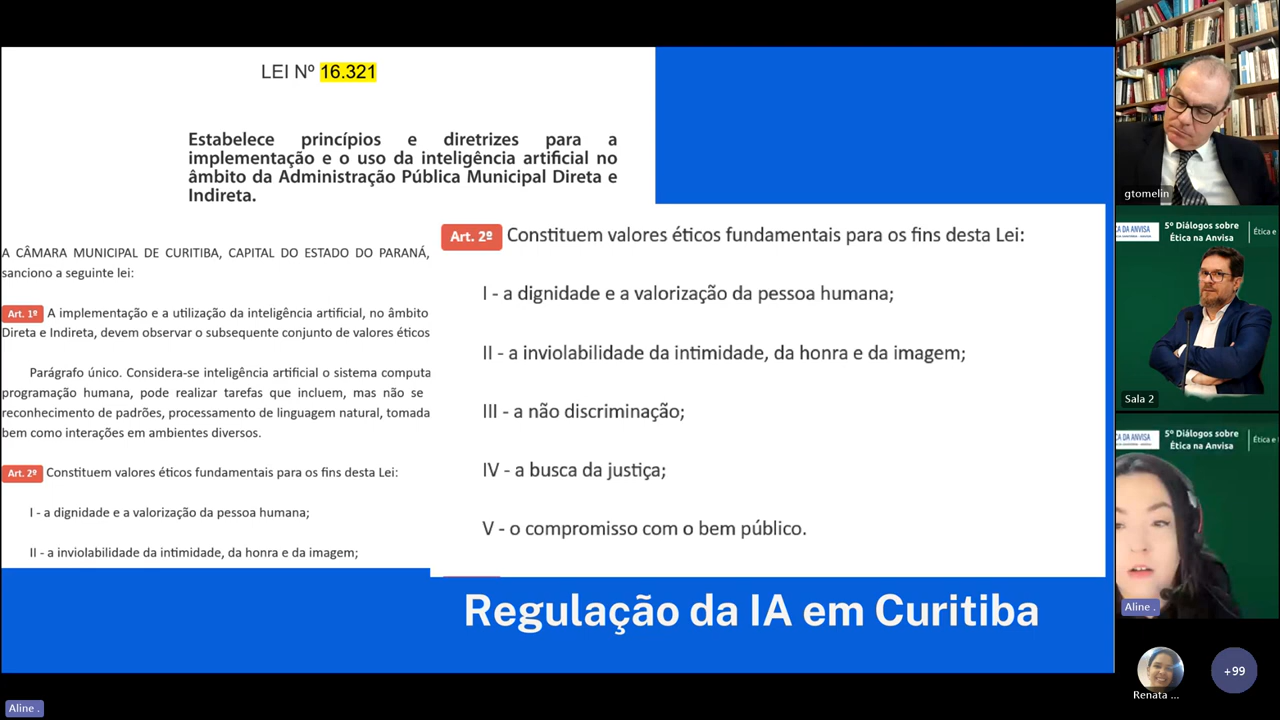 LEI Nº 16.321
Estabelece princípios e diretrizes para a
implementação e o uso da inteligência artificial no
âmbito da Administração Pública Municipal Direta e
Indireta.
A CÂMARA MUNICIPAL DE CURITIBA, CAPITAL DO ESTADO DO PARANÁ,
sanciono a seguinte lei:
Art. 1º A implementação e a utilização da inteligência artificial, no âmbito
Direta e Indireta, devem observar o subsequente conjunto de valores éticos
Parágrafo único. Considera-se inteligência artificial o sistema computa
programação humana, pode realizar tarefas que incluem, mas não se
reconhecimento de padrões, processamento de linguagem natural, tomada
bem como interações em ambientes diversos.
Art. 2º Constituem valores éticos fundamentais para os fins desta Lei:
I - a dignidade e a valorização da pessoa humana;
II - a inviolabilidade da intimidade, da honra e da imagem;
Art. 2º Constituem valores éticos fundamentais para os fins desta Lei:
I - a dignidade e a valorização da pessoa humana;
II - a inviolabilidade da intimidade, da honra e da imagem;
III - a não discriminação;
IV - a busca da justiça;
V - o compromisso com o bem público.
Regulação da IA em Curitiba
gtomelin
CA DA ANVISA
5º Diálogos sobre
Ética na Anvisa
Ética e
Sala 2
CA DA ANVISA
5º Diálogos sobre
Ética na Anvisa
Ética e
Aline .
Renata ...
+99
Aline .